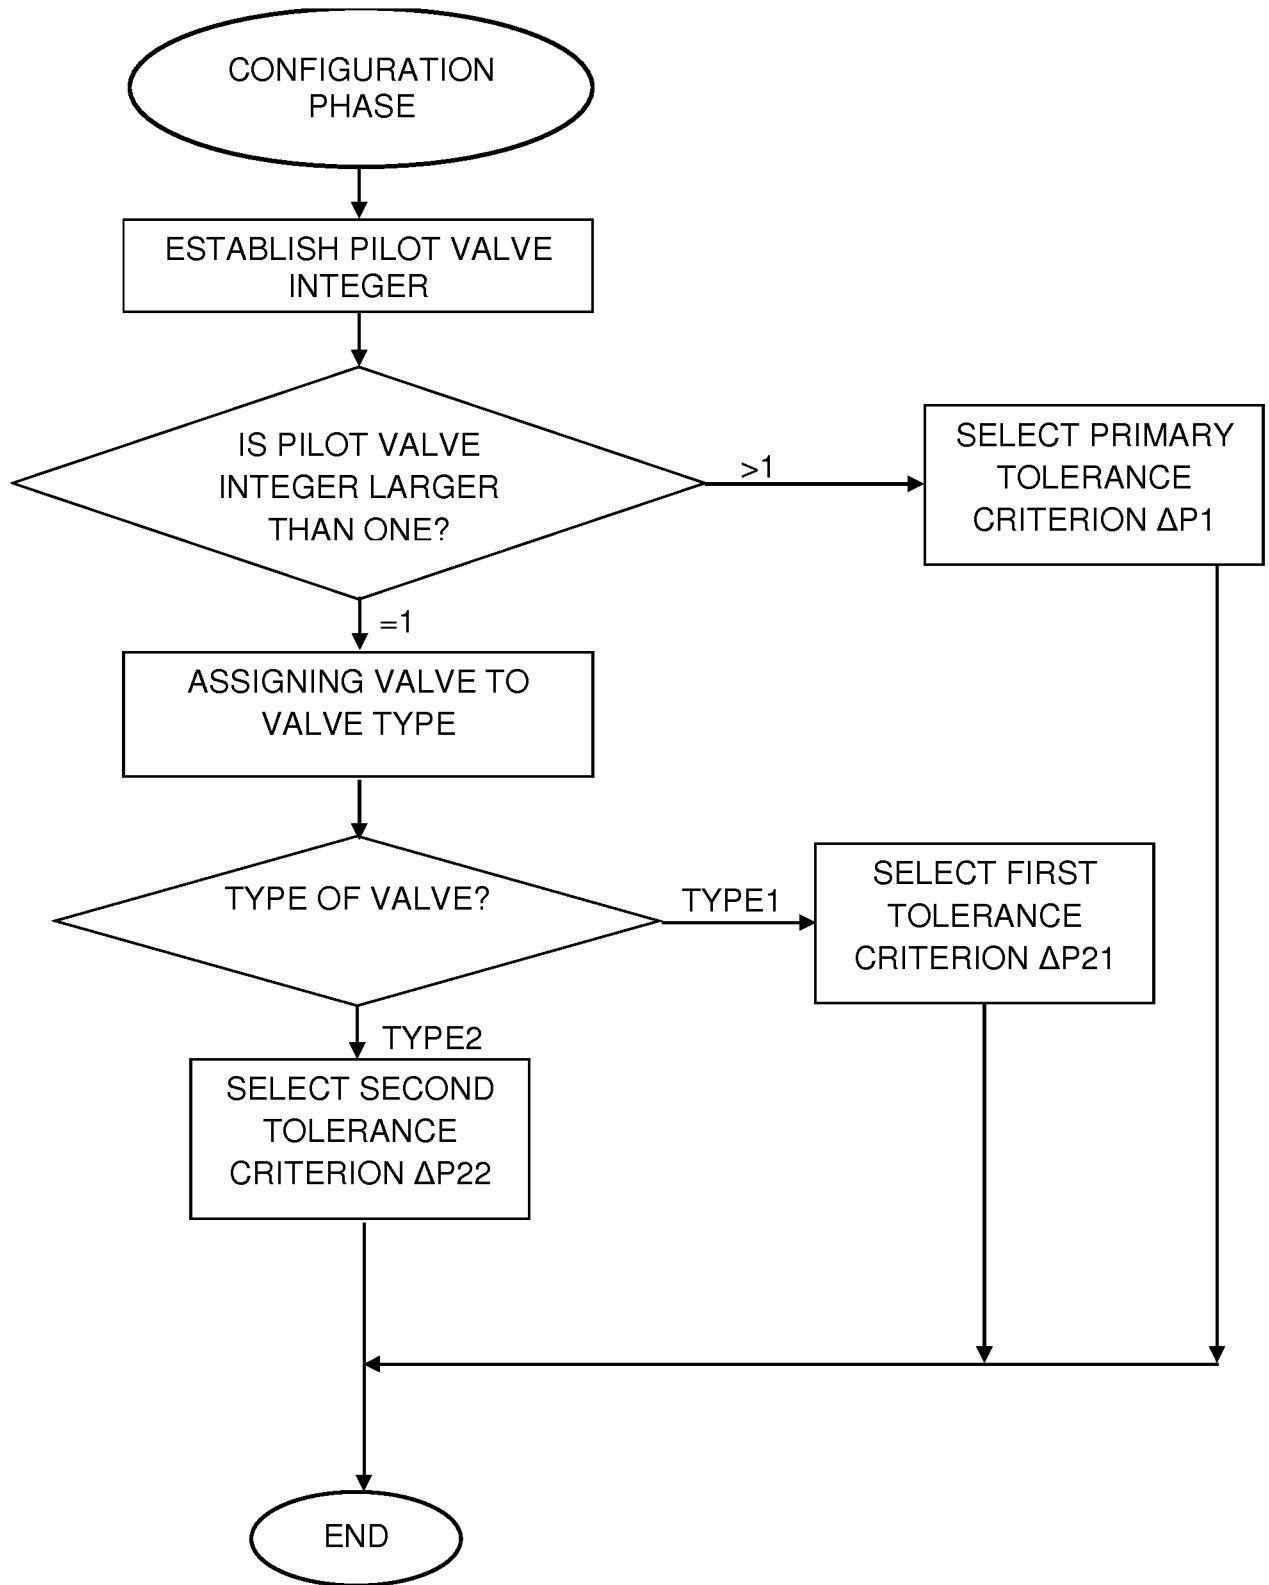 CONFIGURATION
PHASE
ESTABLISH PILOT VALVE
INTEGER
IS PILOT VALVE
INTEGER LARGER
THAN ONE?
>1
SELECT PRIMARY
TOLERANCE
CRITERION ΔP1
=1
ASSIGNING VALVE TO
VALVE TYPE
TYPE OF VALVE?
TYPE1
SELECT FIRST
TOLERANCE
CRITERION ΔP21
TYPE2
SELECT SECOND
TOLERANCE
CRITERION ΔP22
END